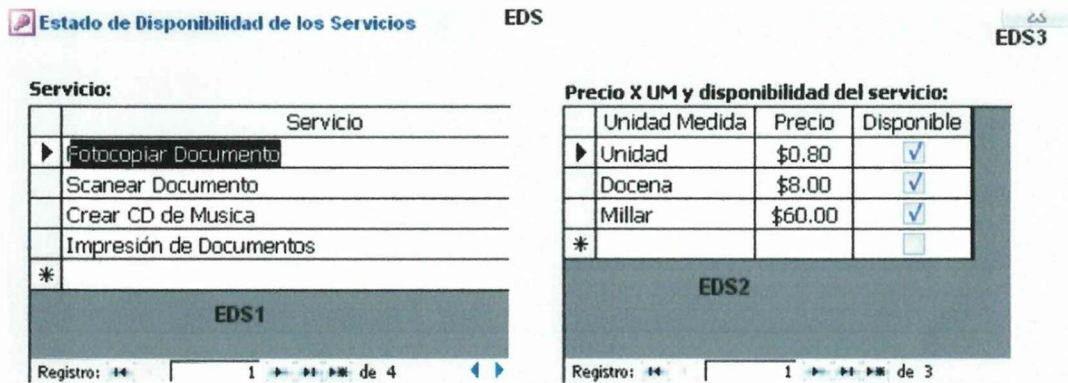 Estado de Disponibilidad de los Servicios EDS
EDS3
Servicio:
Servicio
Fotocopiar Documento
Scanear Documento
Crear CD de Musica
Impresión de Documentos
EDS1
Registro: 1 de 4
Precio X UM y disponibilidad del servicio:
Unidad Medida Precio Disponible
Unidad $0.80
Docena $8.00
Millar $60.00
EDS2
Registro: 1 de 3